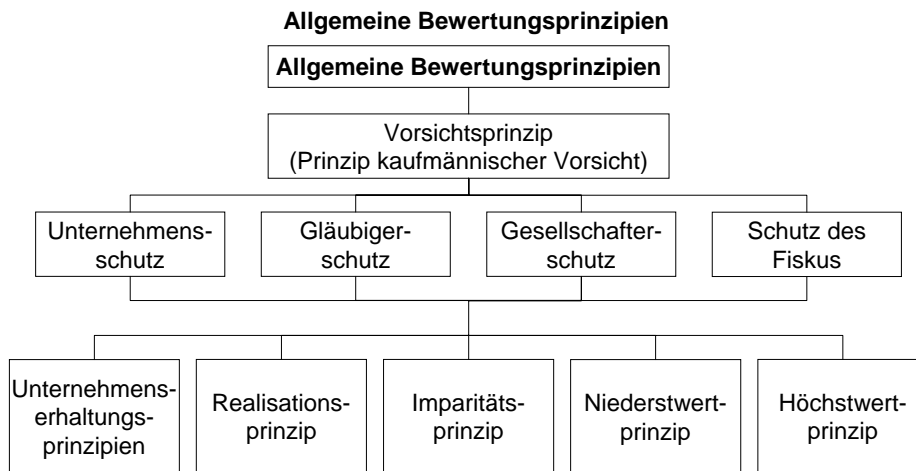 Allgemeine Bewertungsprinzipien
Allgemeine Bewertungsprinzipien
Vorsichtsprinzip
(Prinzip kaufmännischer Vorsicht)
Unternehmens-
schutz
Gläubiger-
schutz
Gesellschafter-
schutz
Schutz des
Fiskus
Unternehmens-
erhaltungs-
prinzipien
Realisations-
prinzip
Imparitäts-
prinzip
Niederstwert-
prinzip
Höchstwert-
prinzip